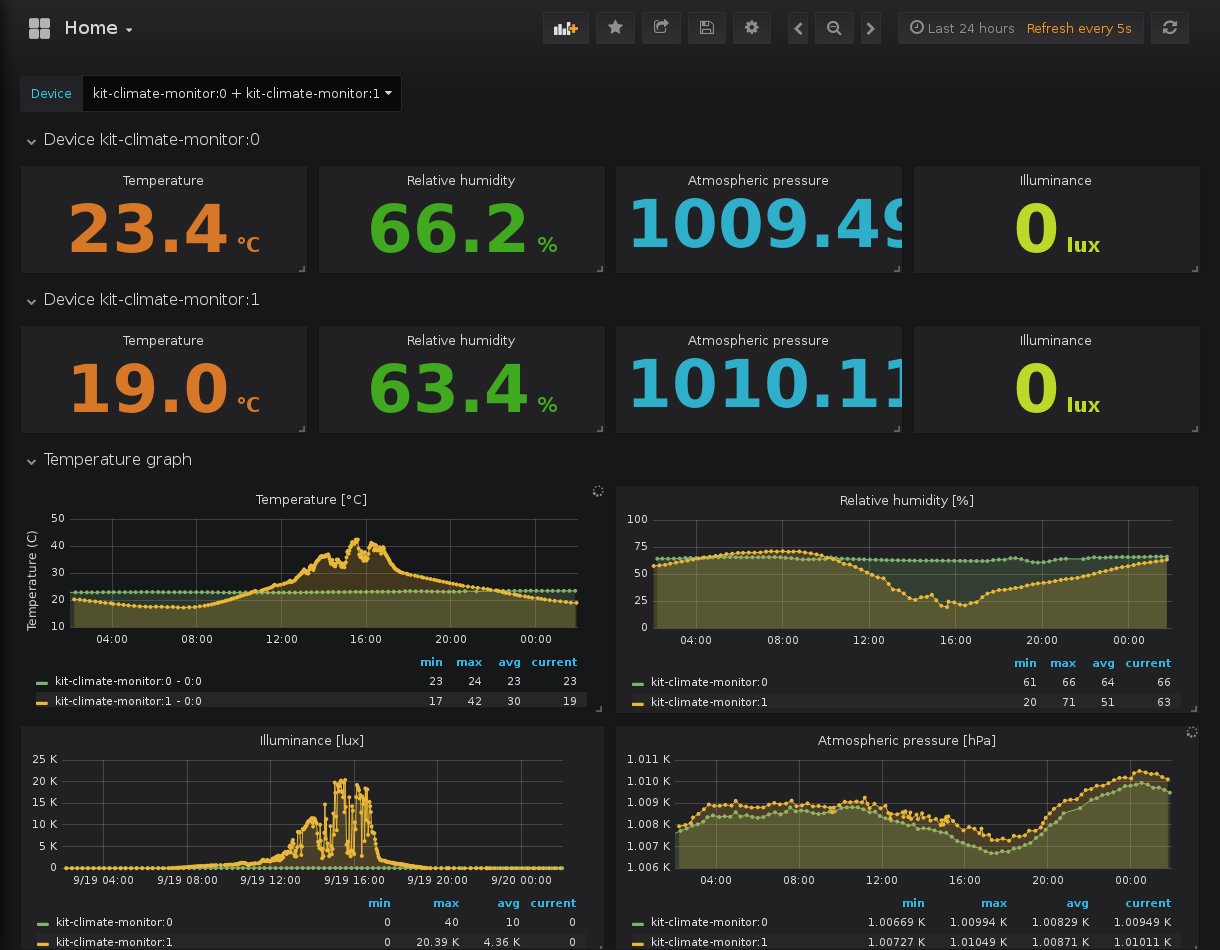 Home
Last 24 hours Refresh every 5s
Device kit-climate-monitor:0 + kit-climate-monitor:1
Device kit-climate-monitor:0
Temperature Relative humidity Atmospheric pressure Illuminance
23.4 °C 66.2 % 1009.49 0 lux
Device kit-climate-monitor:1
Temperature Relative humidity Atmospheric pressure Illuminance
19.0 °C 63.4 % 1010.11 0 lux
Temperature graph
Temperature [°C]
Temperature (C)
50
40
30
20
10
04:00 08:00 12:00 16:00 20:00 00:00
min max avg current
kit-climate-monitor:0 - 0:0 23 24 23 23
kit-climate-monitor:1 - 0:0 17 42 30 19
Relative humidity [%]
100
75
50
25
0
04:00 08:00 12:00 16:00 20:00 00:00
min max avg current
kit-climate-monitor:0 61 66 64 66
kit-climate-monitor:1 20 71 51 63
Illuminance [lux]
25 K
20 K
15 K
10 K
5 K
0
9/19 04:00 9/19 08:00 9/19 12:00 9/19 16:00 9/19 20:00 9/20 00:00
min max avg current
kit-climate-monitor:0 0 40 10 0
kit-climate-monitor:1 0 20.39 K 4.36 K 0
Atmospheric pressure [hPa]
1.011 K
1.010 K
1.009 K
1.008 K
1.007 K
1.006 K
04:00 08:00 12:00 16:00 20:00 00:00
min max avg current
kit-climate-monitor:0 1.00669 K 1.00994 K 1.00829 K 1.00949 K
kit-climate-monitor:1 1.00727 K 1.01049 K 1.00871 K 1.01011 K